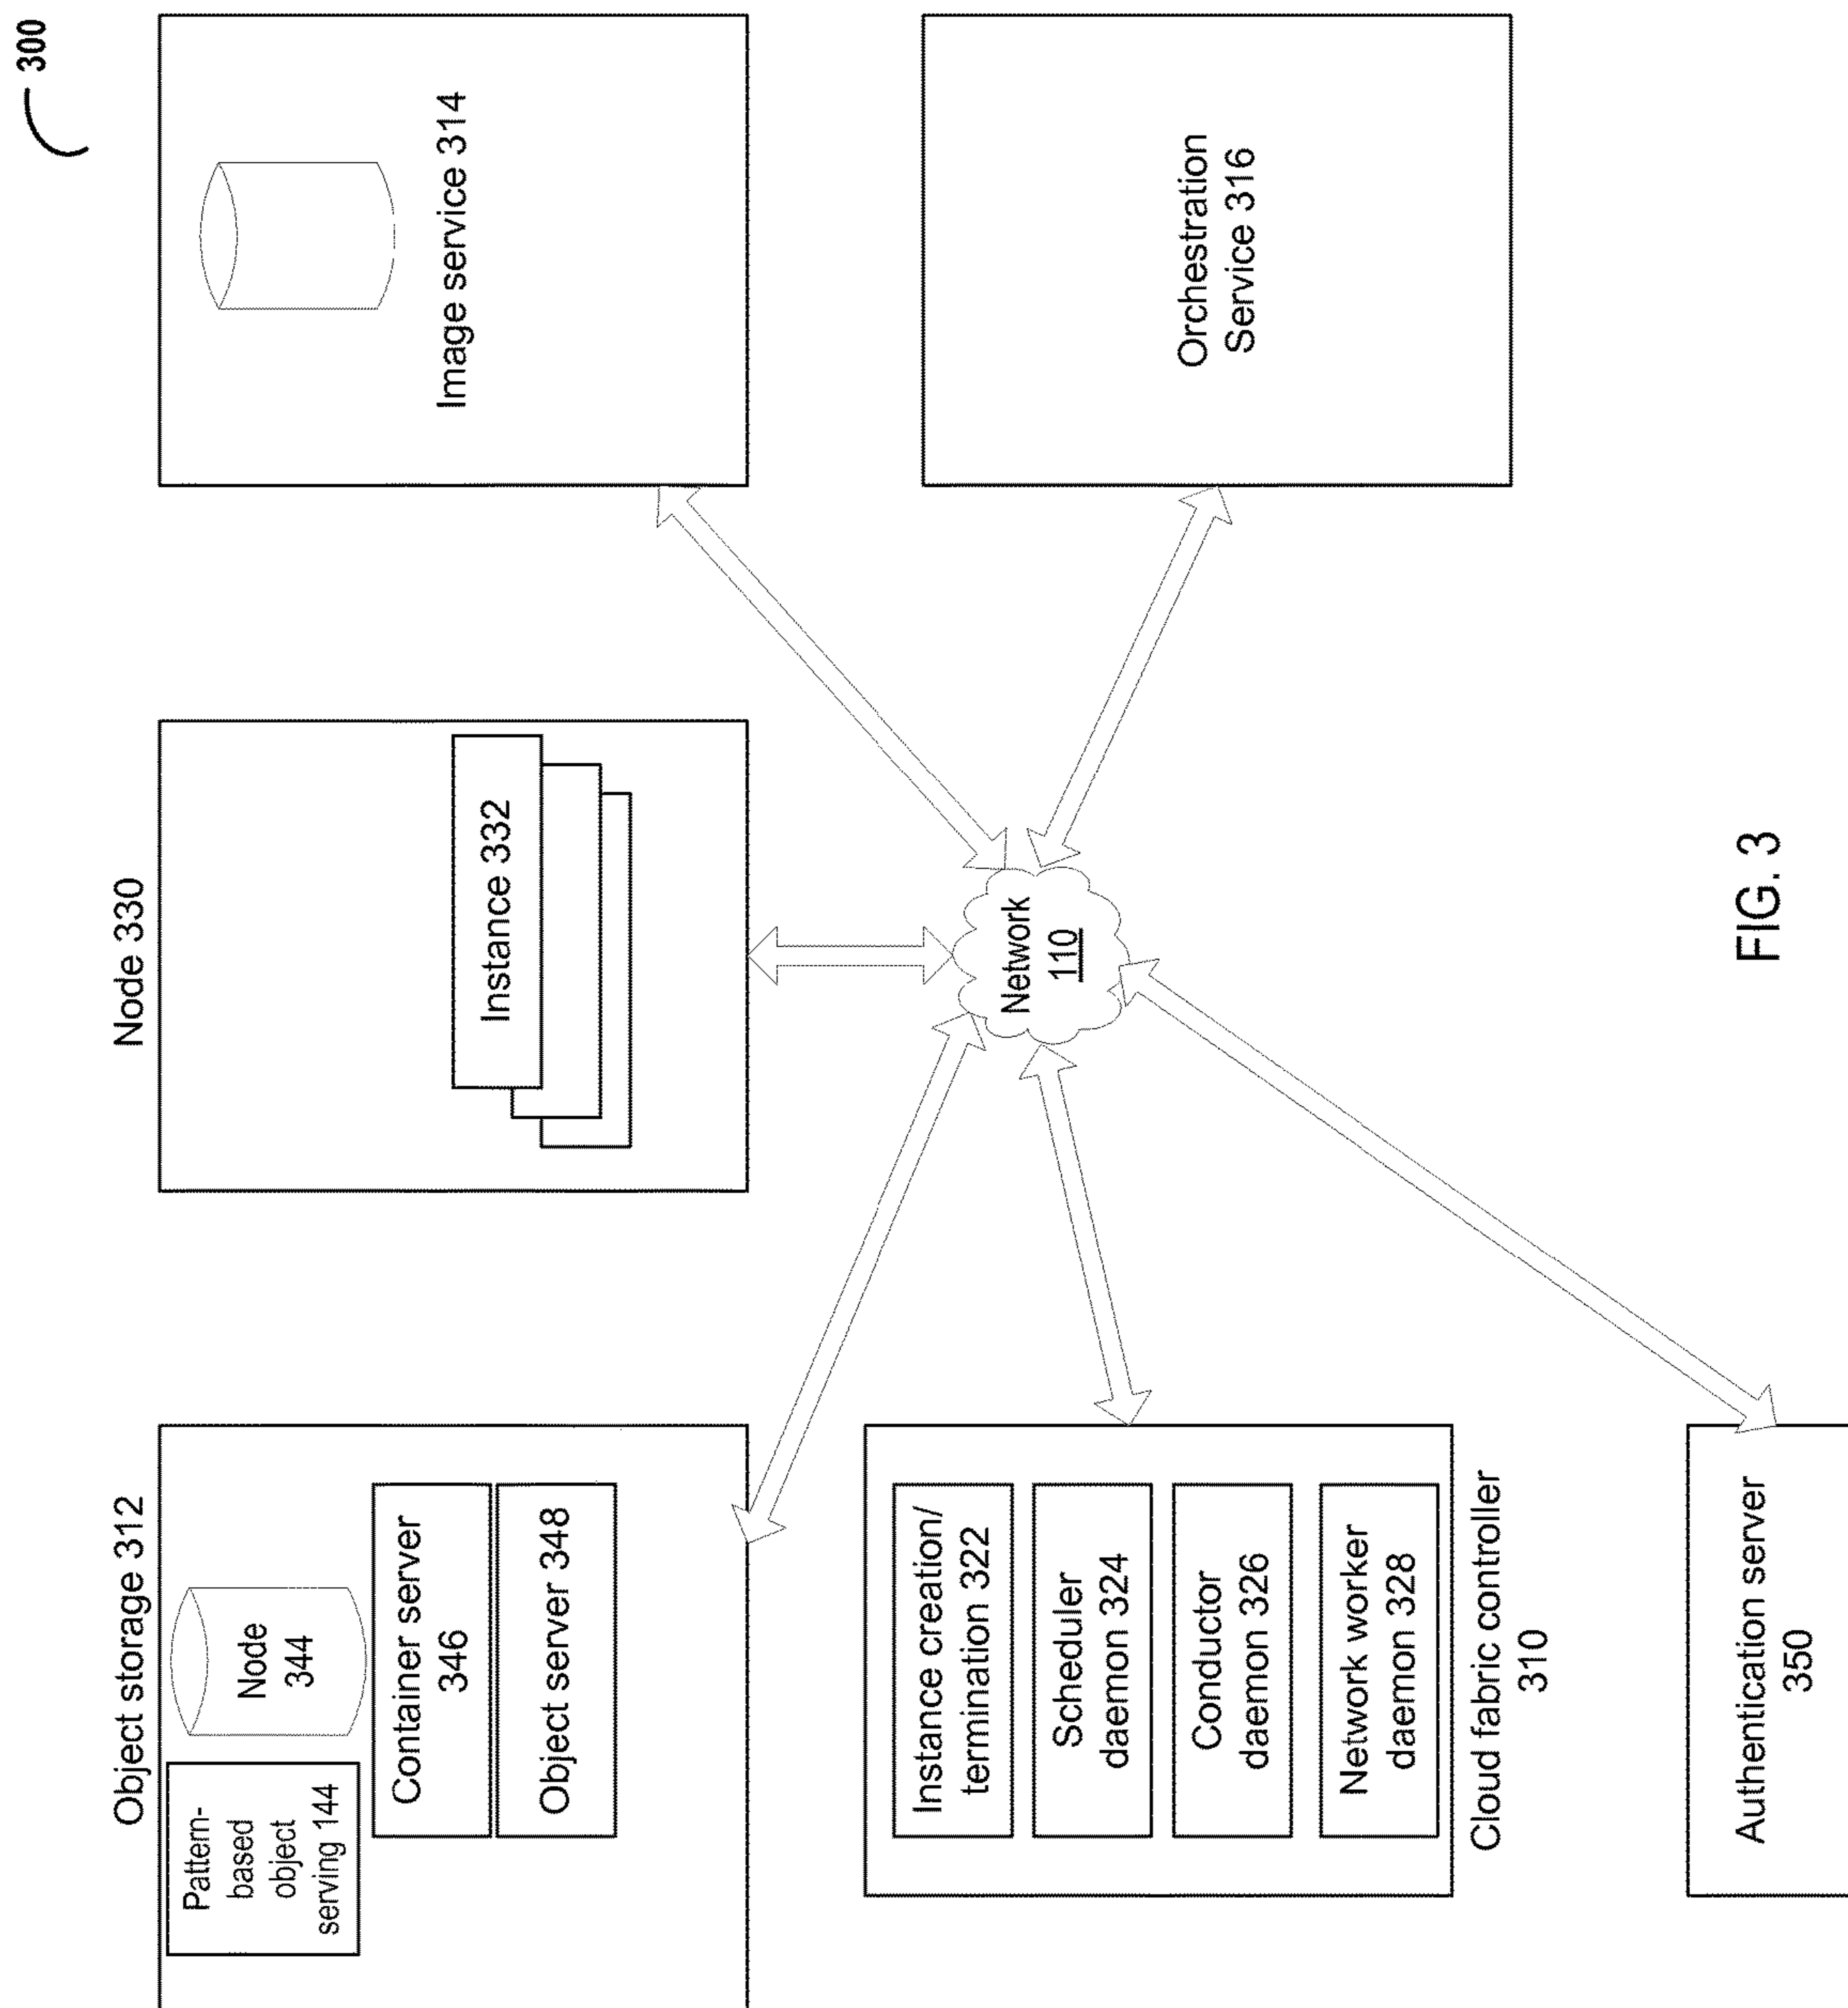 300
Object storage 312
Pattern-
based
object
serving 144
Node
344
Container server
346
Object server 348
Node 330
Instance 332
Image service 314
Network
110
Instance creation/
termination 322
Scheduler
daemon 324
Conductor
daemon 326
Network worker
daemon 328
Cloud fabric controller
310
Orchestration
Service 316
Authentication server
350
FIG. 3